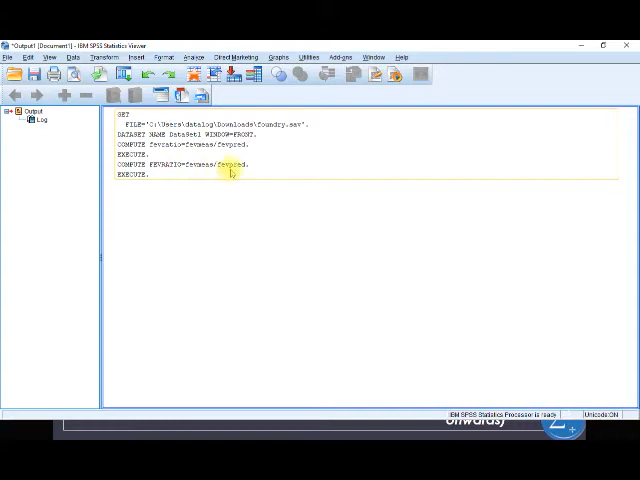 *Output1 [Document1] - IBM SPSS Statistics Viewer
File Edit View Data Transform Insert Format Analyze Direct Marketing Graphs Utilities Add-ons Window Help
Output
Log
GET
FILE='C:\Users\datalog\Downloads\foundry.sav'.
DATASET NAME DataSet1 WINDOW=FRONT.
COMPUTE fevratio=fevmeas/fevpred.
EXECUTE.
COMPUTE FEVRATIO=fevmeas/fevpred.
EXECUTE.
IBM SPSS Statistics Processor is ready
Unicode:ON
onwards)